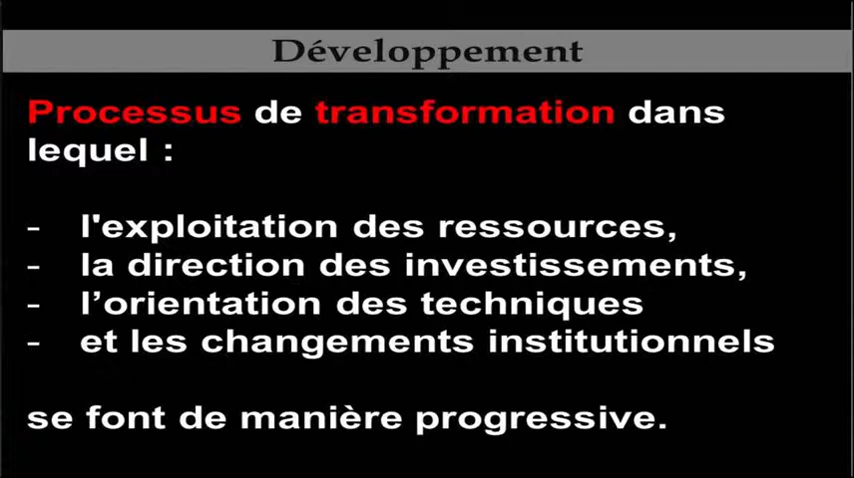 Développement
Processus de transformation dans
lequel :
- l'exploitation des ressources,
- la direction des investissements,
- l’orientation des techniques
- et les changements institutionnels
se font de manière progressive.